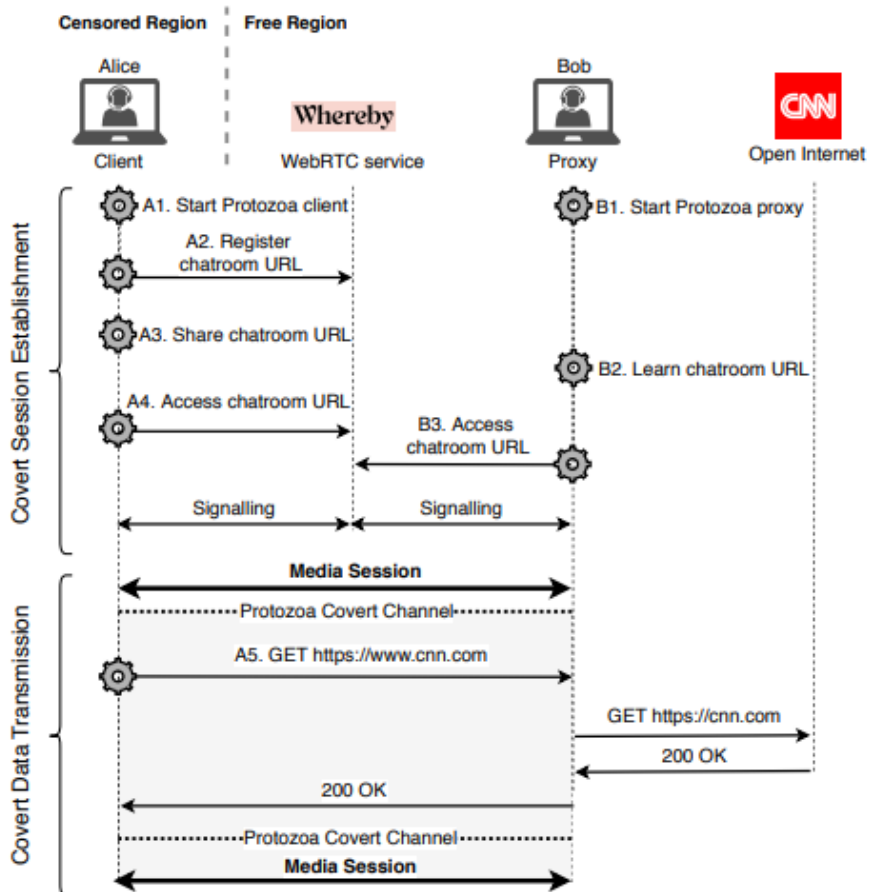 Censored Region
Free Region
Alice
Bob
Whereby
CNN
Client
WebRTC service
Proxy
Open Internet
Covert Session Establishment
A1. Start Protozoa client
B1. Start Protozoa proxy
A2. Register
chatroom URL
A3. Share chatroom URL
B2. Learn chatroom URL
A4. Access chatroom URL
B3. Access
chatroom URL
Signalling
Signalling
Covert Data Transmission
Media Session
Protozoa Covert Channel
A5. GET https://www.cnn.com
GET https://cnn.com
200 OK
200 OK
Protozoa Covert Channel
Media Session